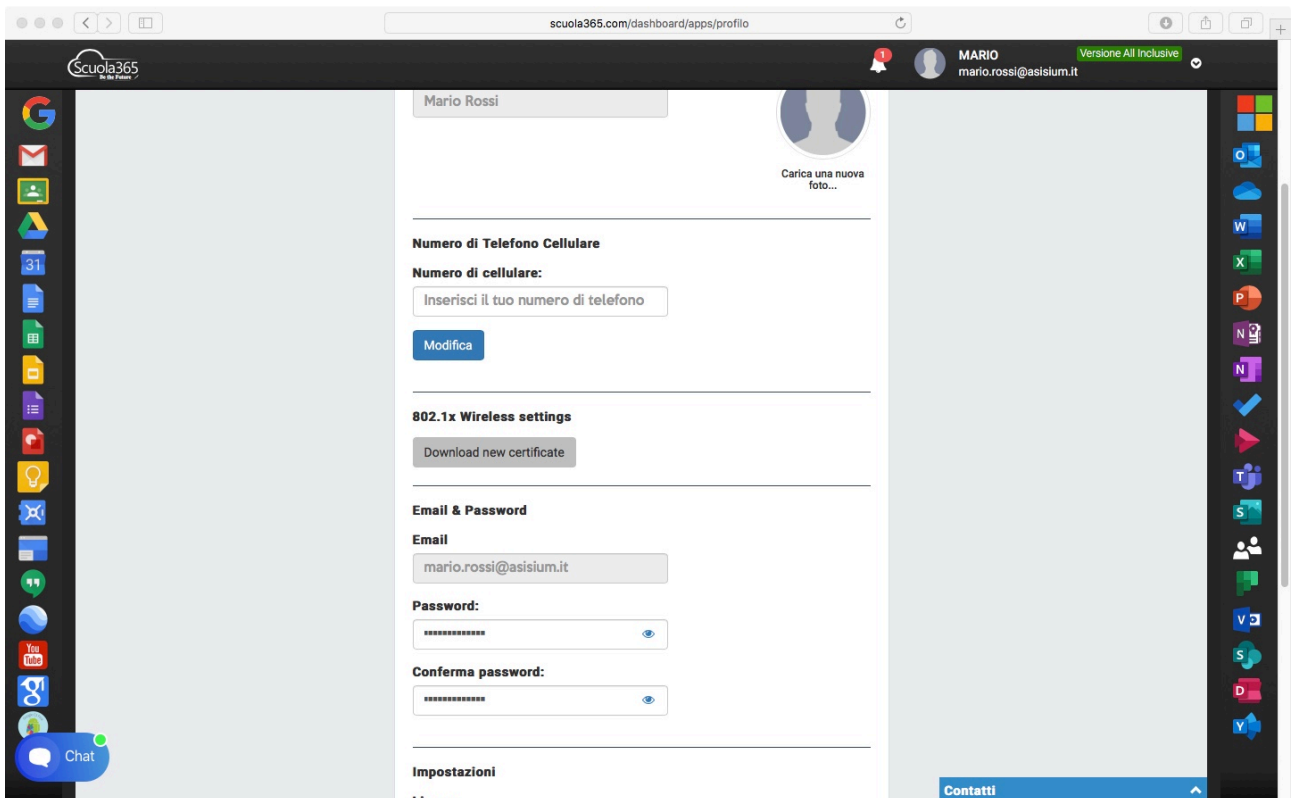 scuola365.com/dashboard/apps/profilo
Scuola365
1
MARIO
Versione All Inclusive
mario.rossi@asisium.it
Mario Rossi
Carica una nuova
foto...
Numero di Telefono Cellulare
Numero di cellulare:
Inserisci il tuo numero di telefono
Modifica
802.1x Wireless settings
Download new certificate
Email & Password
Email
mario.rossi@asisium.it
Password:
Conferma password:
Impostazioni
Chat
Contatti
31
You
Tube